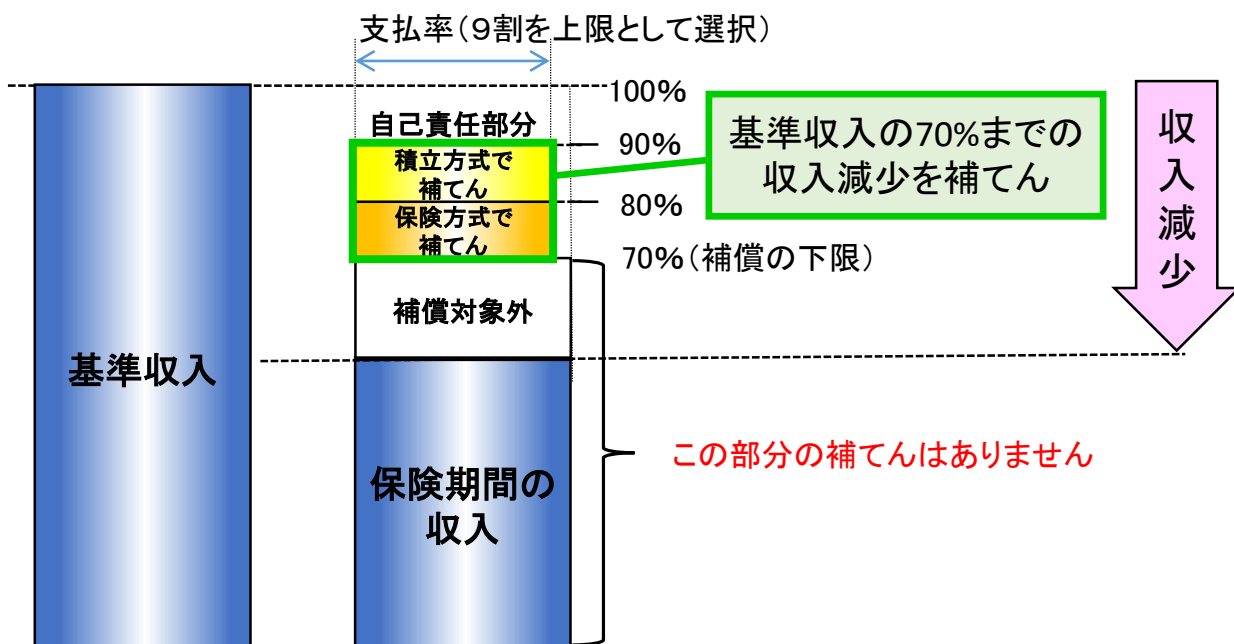 支払率（９割を上限として選択）
100%
自己責任部分
90%
積立方式で
補てん
80%
保険方式で
補てん
70%（補償の下限）
基準収入の70%までの
収入減少を補てん
収入減少
補償対象外
基準収入
保険期間の
収入
この部分の補てんはありません